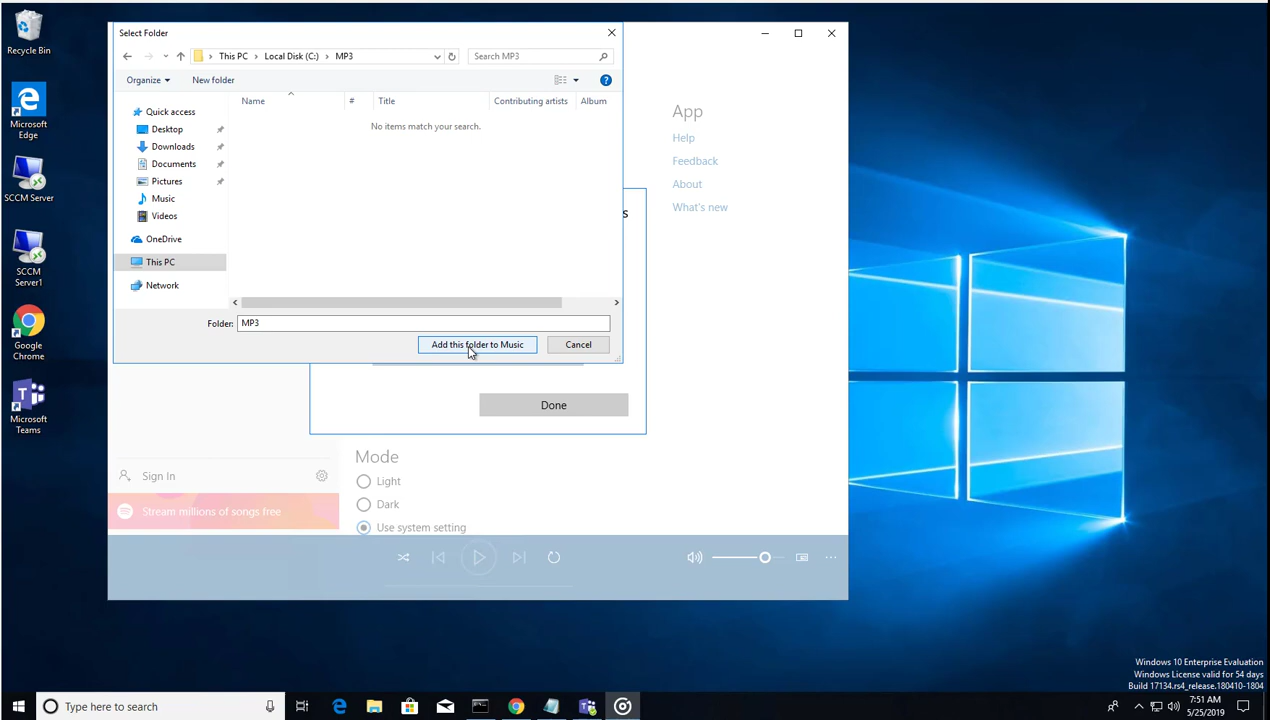 Recycle Bin
Microsoft
Edge
SCCM Server
SCCM
Server1
Google
Chrome
Microsoft
Teams
Select Folder
This PC > Local Disk (C:) > MP3
Search MP3
Organize
New folder
?
Name
#
Title
Contributing artists
Album
No items match your search.
Quick access
Desktop
Downloads
Documents
Pictures
Music
Videos
OneDrive
This PC
Network
Folder:
MP3
Add this folder to Music
Cancel
s
Done
App
Help
Feedback
About
What's new
Sign In
Stream millions of songs free
Mode
Light
Dark
Use system setting
Windows 10 Enterprise Evaluation
Windows License valid for 54 days
Build 17134.rs4_release.180410-1804
Type here to search
7:51 AM
5/25/2019